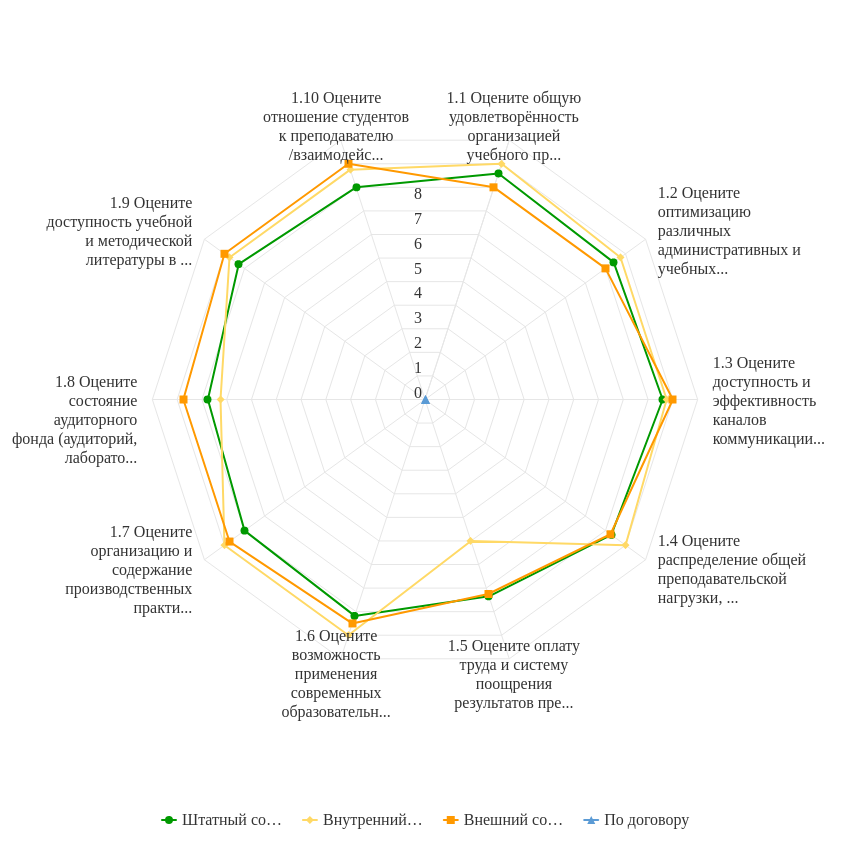 1.10 Оцените
отношение студентов
к преподавателю
/взаимодейс...
1.1 Оцените общую
удовлетворённость
организацией
учебного пр...
1.2 Оцените
оптимизацию
различных
административных и
учебных...
1.3 Оцените
доступность и
эффективность
каналов
коммуникации...
1.4 Оцените
распределение общей
преподавательской
нагрузки, ...
1.5 Оцените оплату
труда и систему
поощрения
результатов пре...
1.6 Оцените
возможность
применения
современных
образовательн...
1.7 Оцените
организацию и
содержание
производственных
практи...
1.8 Оцените
состояние
аудиторного
фонда (аудиторий,
лаборато...
1.9 Оцените
доступность учебной
и методической
литературы в ...
8
7
6
5
4
3
2
1
0
Штатный со…
Внутренний…
Внешний со…
По договору